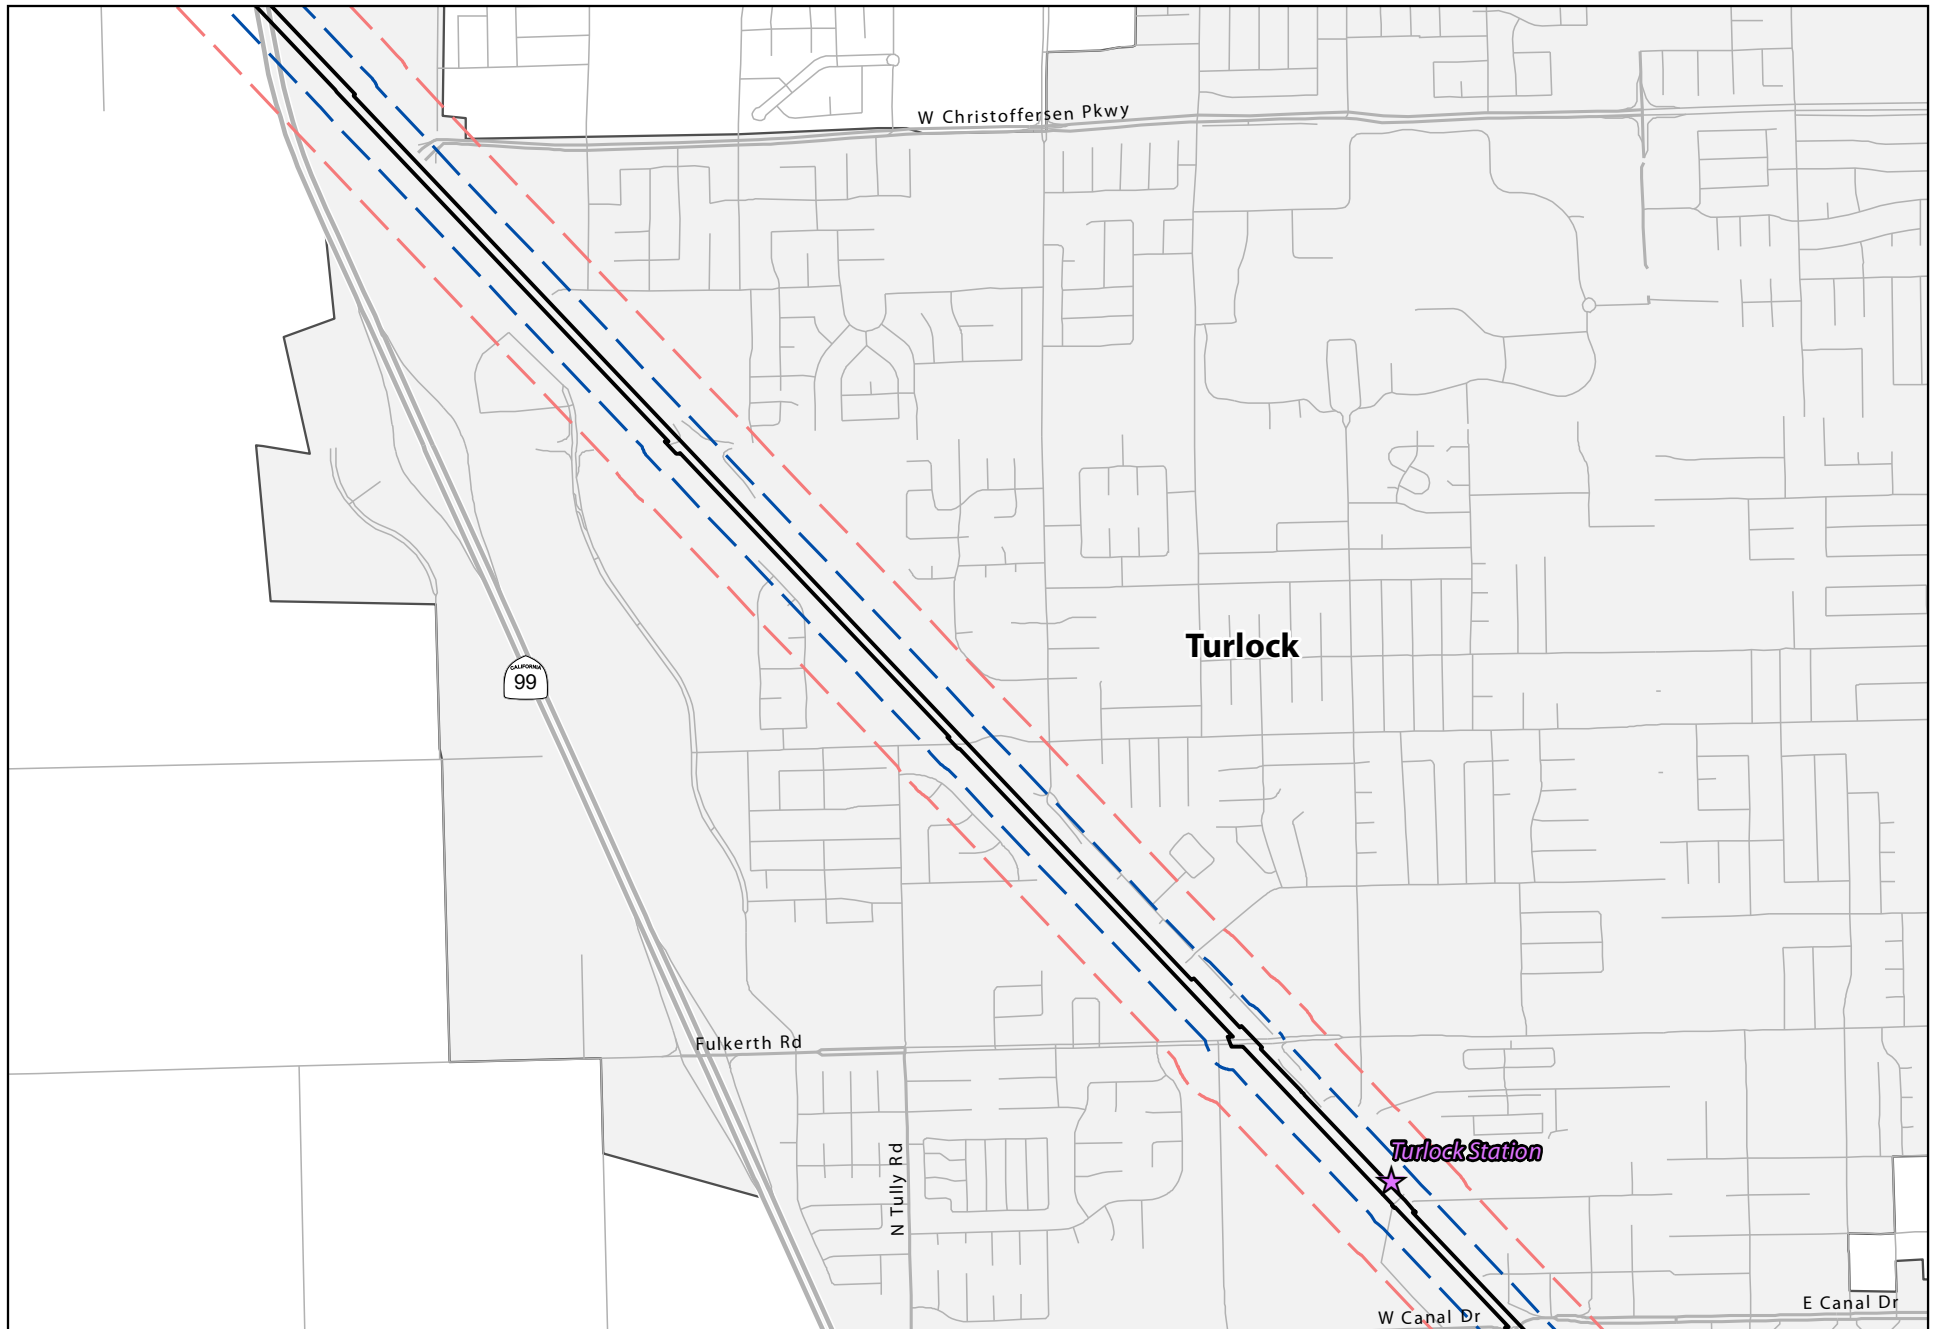 W Christoffersen Pkwy
Turlock
CALIFORNIA
99
Fulkerth Rd
N Tully Rd
Turlock Station
E Canal Dr
W Canal Dr